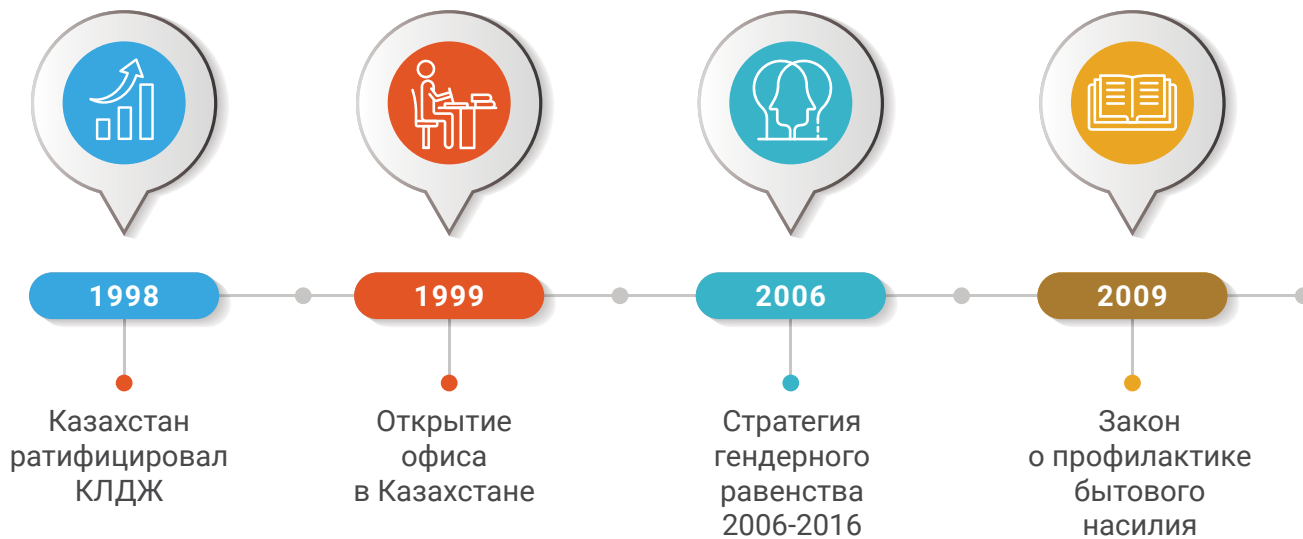 1998
1999
2006
2009
Казахстан
ратифицировал
КЛДЖ
Открытие
офиса
в Казахстане
Стратегия
гендерного
равенства
2006-2016
Закон
о профилактике
бытового
насилия